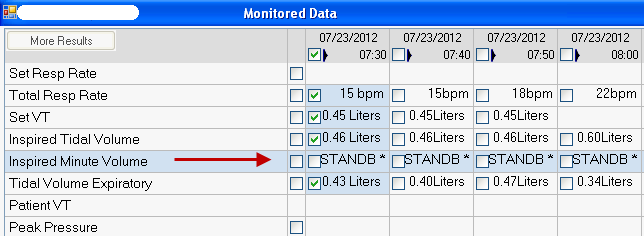 Monitored Data
More Results
07/23/2012 07/23/2012 07/23/2012 07/23/2012
07:30 07:40 07:50 08:00
Set Resp Rate
Total Resp Rate 15 bpm 15bpm 18bpm 22bpm
Set VT 0.45 Liters 0.45Liters 0.45Liters
Inspired Tidal Volume 0.46 Liters 0.46Liters 0.46Liters 0.60Liters
Inspired Minute Volume STANDB * STANDB * STANDB * STANDB *
Tidal Volume Expiratory 0.43 Liters 0.40Liters 0.47Liters 0.34Liters
Patient VT
Peak Pressure